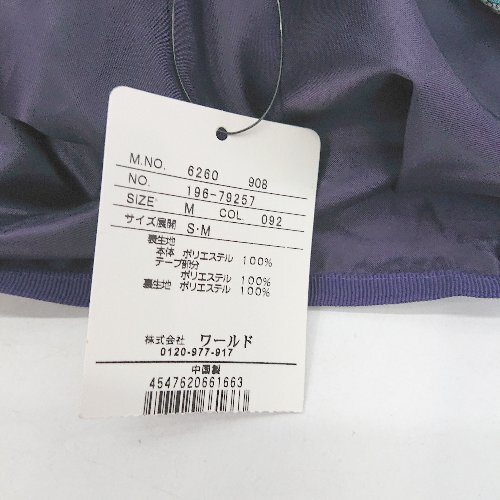 M.NO. 6260 908
NO. 196-79257
SIZE M COL. 092
サイズ展開 S·M
表生地
本体 ポリエステル 100%
テープ部分
ポリエステル 100%
裏生地 ポリエステル 100%
株式会社 ワールド
0120-977-917
中国製
4547620661663